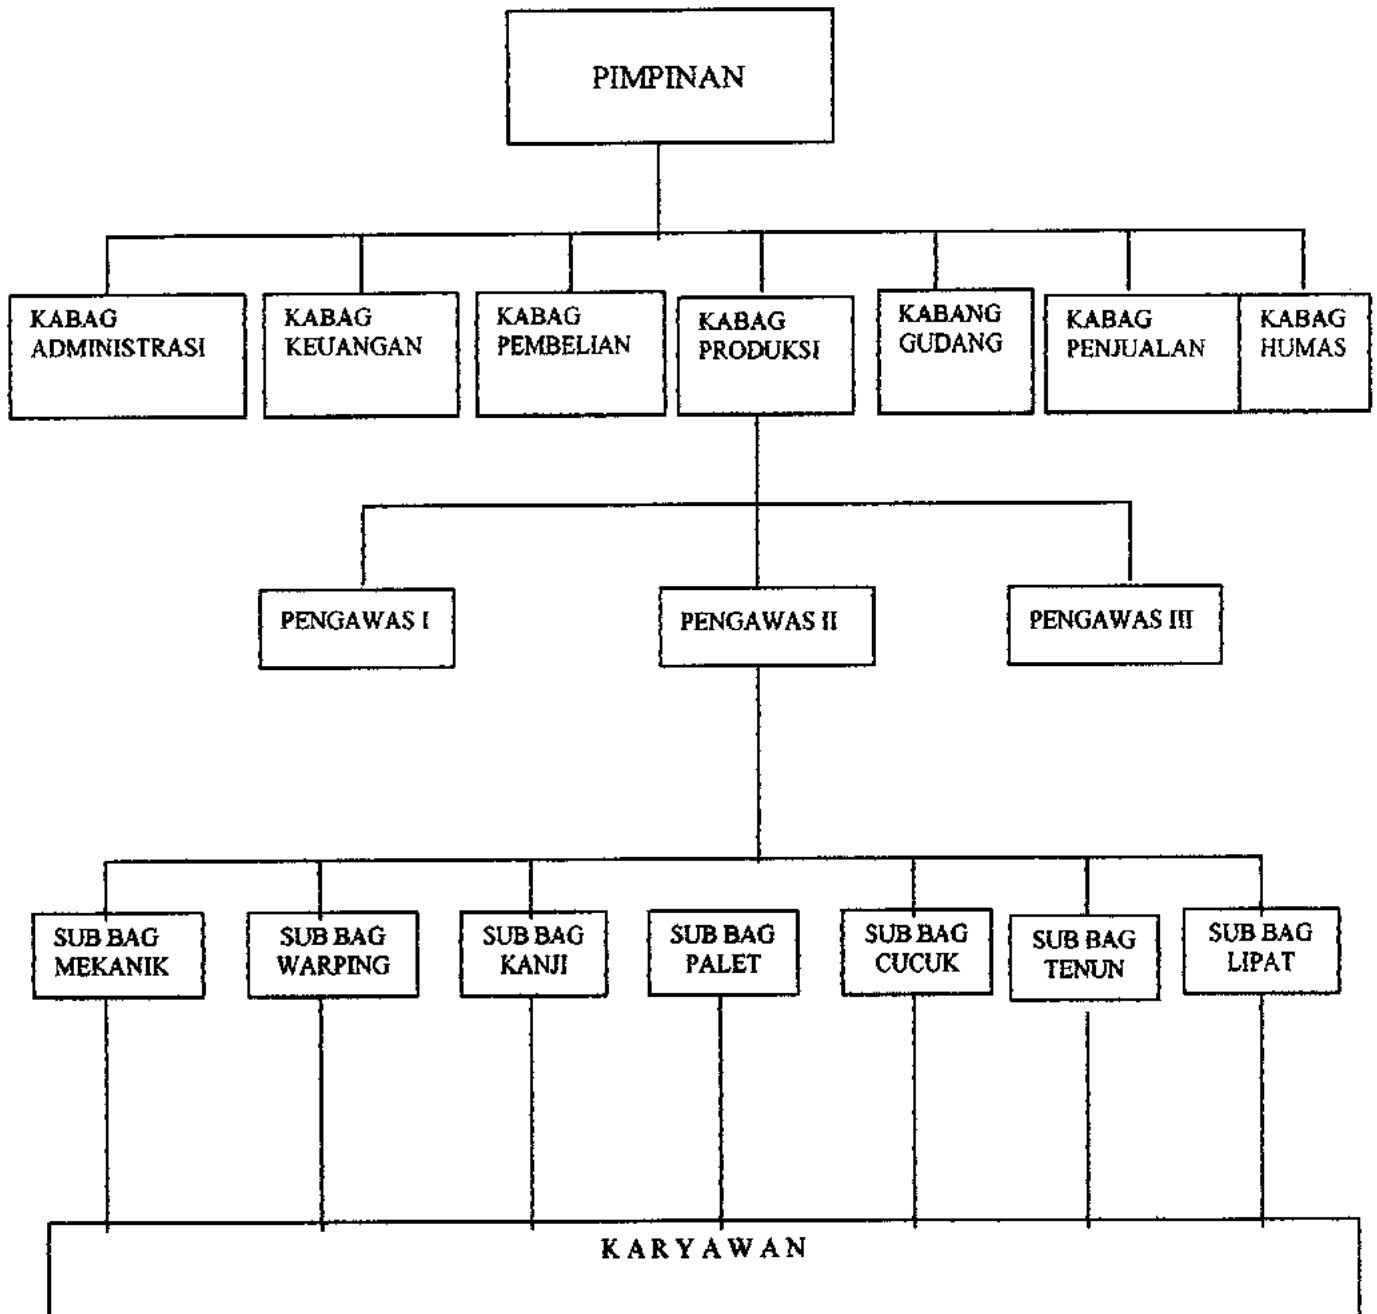 PIMPINAN
KABAG
ADMINISTRASI
KABAG
KEUANGAN
KABAG
PEMBELIAN
KABAG
PRODUKSI
KABANG
GUDANG
KABAG
PENJUALAN
KABAG
HUMAS
PENGAWAS I
PENGAWAS II
PENGAWAS III
SUB BAG
MEKANIK
SUB BAG
WARPING
SUB BAG
KANJI
SUB BAG
PALET
SUB BAG
CUCUK
SUB BAG
TENUN
SUB BAG
LIPAT
KARYAWAN